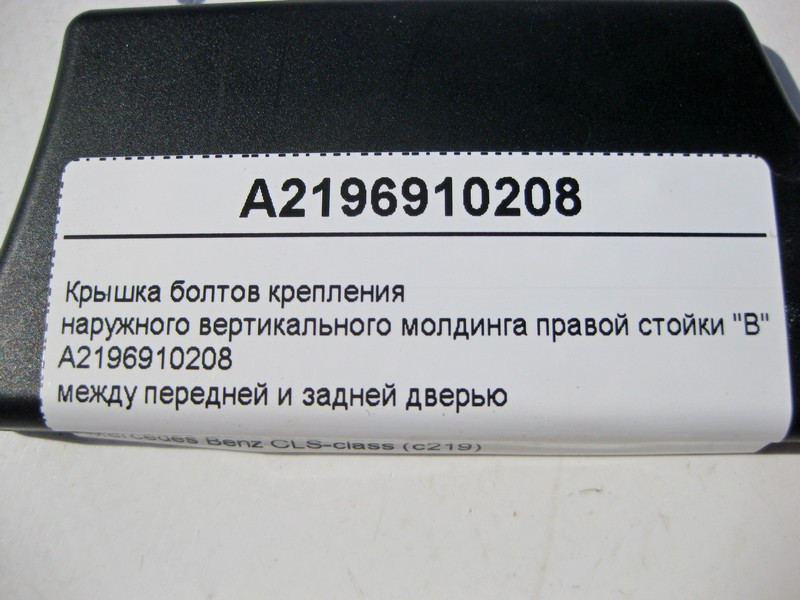 A2196910208
Крышка болтов крепления
наружного вертикального молдинга правой стойки "В"
A2196910208
между передней и задней дверью
Mercedes Benz CLS-class (c219)